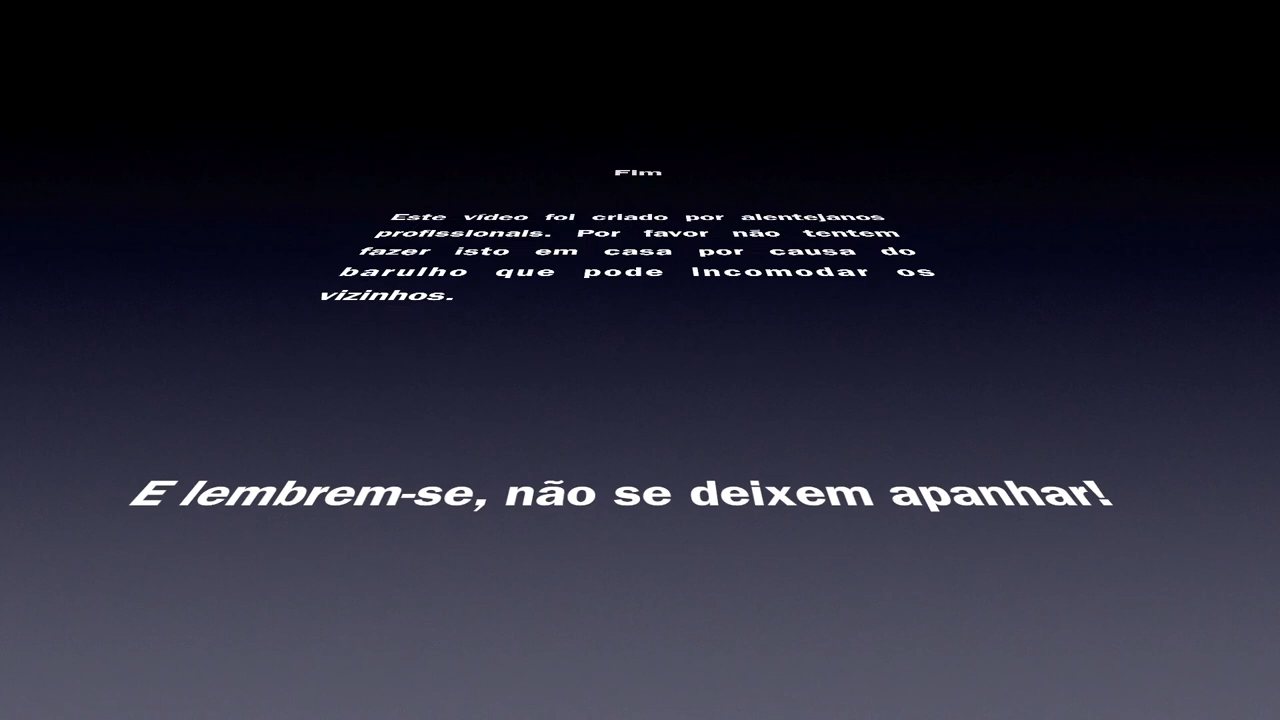 Fim
Este vídeo foi criado por alentejanos
profissionais. Por favor não tentem
fazer isto em casa por causa do
barulho que pode incomodar os
vizinhos.
E lembrem-se, não se deixem apanhar!